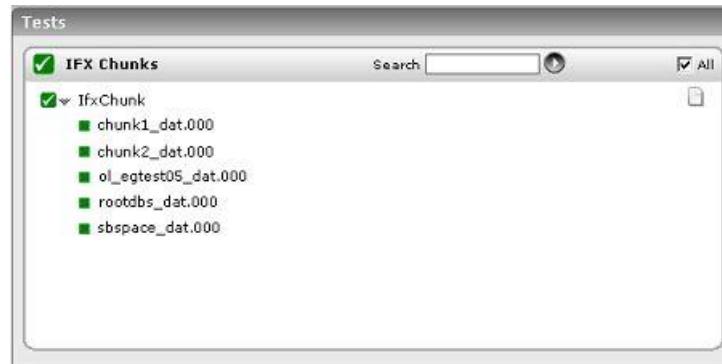 Tests
IFX Chunks Search All
IfxChunk
chunk1_dat.000
chunk2_dat.000
ol_egtest05_dat.000
rootdbs_dat.000
sbspace_dat.000